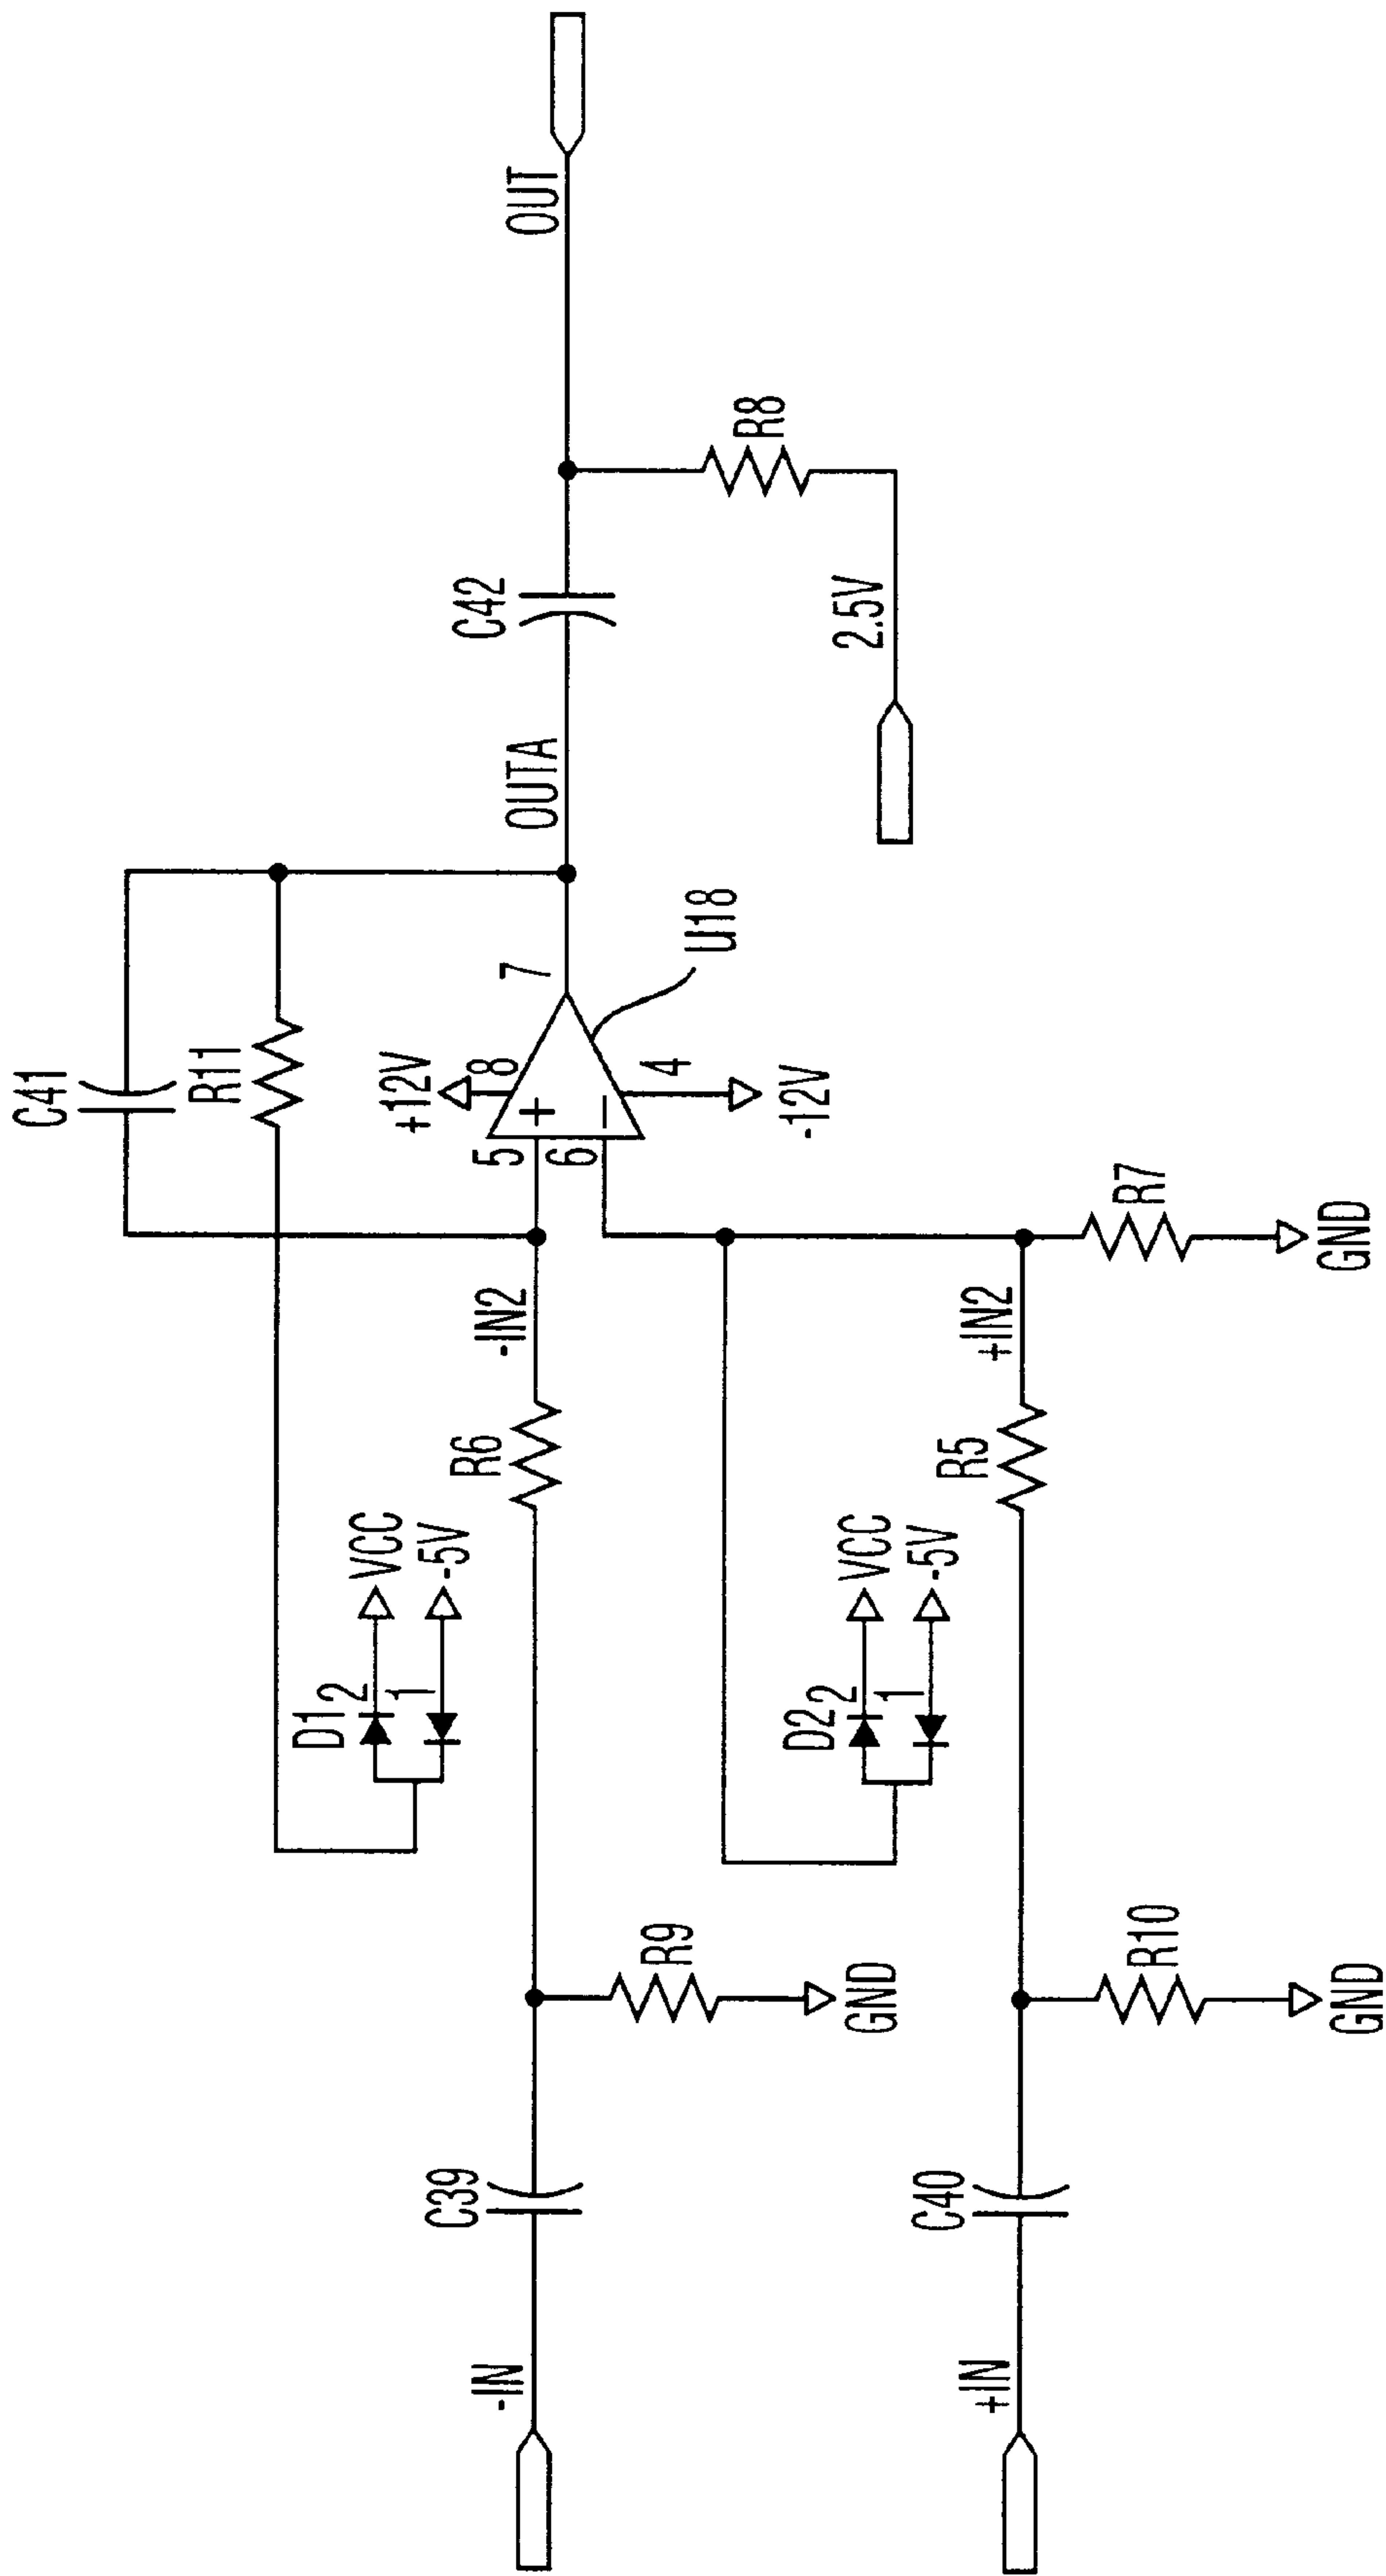 C41
R11
+12V
8
7
5
+
6
−
4
-12V
U18
OUTA
C42
OUT
R8
2.5V
-IN
C39
R9
GND
D1
2
1
VCC
-5V
R6
-IN2
+IN
C40
R10
GND
D2
2
1
VCC
-5V
R5
+IN2
R7
GND